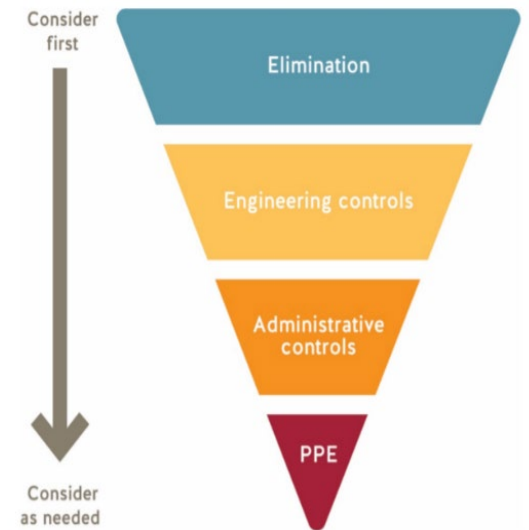 Consider
first
Elimination
Engineering controls
Administrative
controls
PPE
Consider
as needed